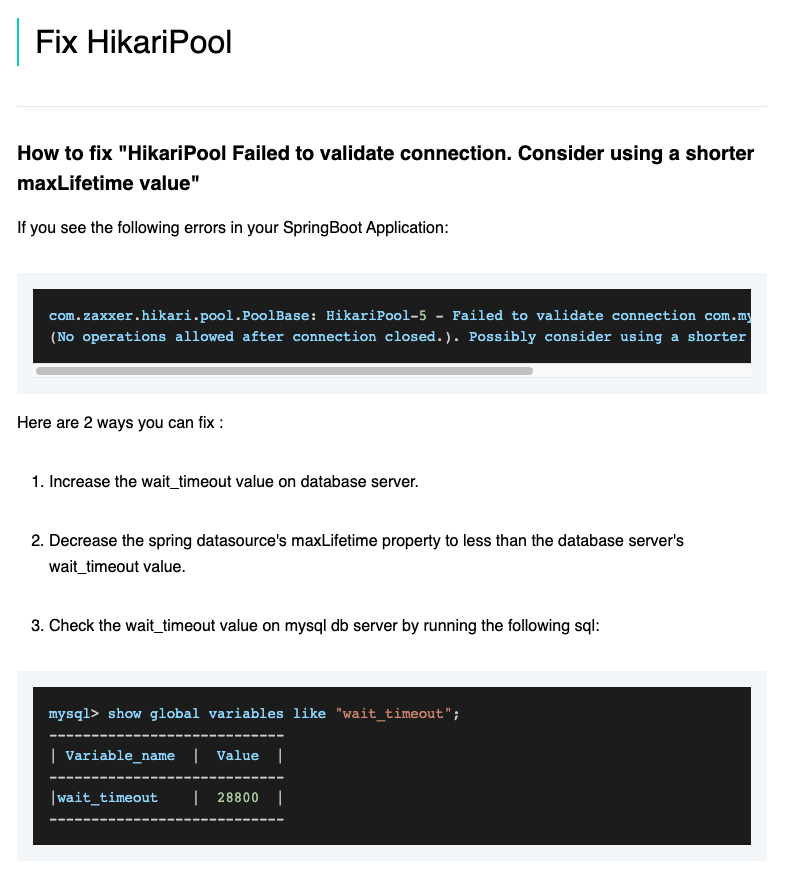 Fix HikariPool
How to fix "HikariPool Failed to validate connection. Consider using a shorter
maxLifetime value"
If you see the following errors in your SpringBoot Application:
com.zaxxer.hikari.pool.PoolBase: HikariPool-5 - Failed to validate connection com.my
(No operations allowed after connection closed.). Possibly consider using a shorter
Here are 2 ways you can fix :
1. Increase the wait_timeout value on database server.
2. Decrease the spring datasource's maxLifetime property to less than the database server's
wait_timeout value.
3. Check the wait_timeout value on mysql db server by running the following sql:
mysql> show global variables like "wait_timeout";
----------------------------
| Variable_name  |  Value  |
----------------------------
|wait_timeout    |  28800  |
----------------------------